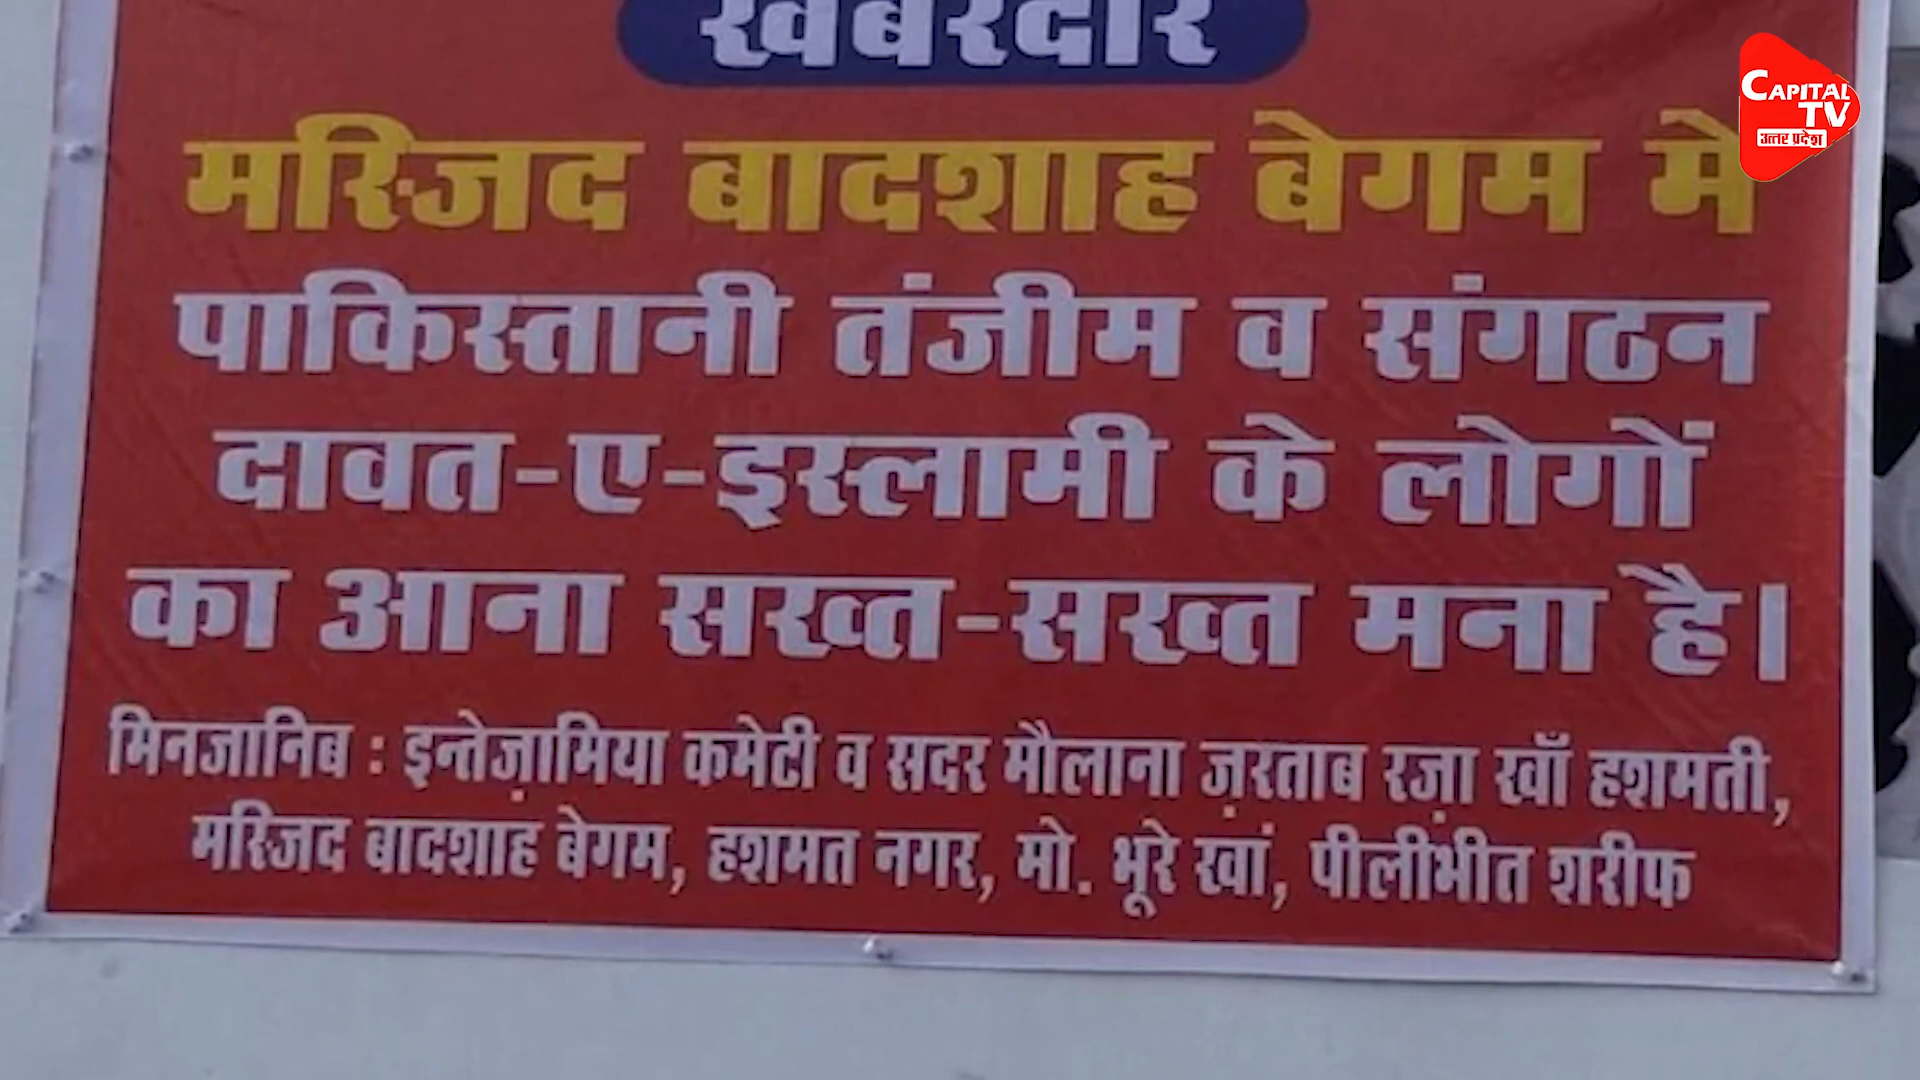 खबरदार
मस्जिद बादशाह बेगम में
पाकिस्तानी तंजीम व संगठन
दावत-ए-इस्लामी के लोगों
का आना सख्त-सख्त मना है।
मिनजानिब : इन्तेज़ामिया कमेटी व सदर मौलाना ज़रताब रज़ा खाँ हशमती,
मस्जिद बादशाह बेगम, हशमत नगर, मो. भूरे खां, पीलीभीत शरीफ
CAPITAL
TV
उत्तर प्रदेश